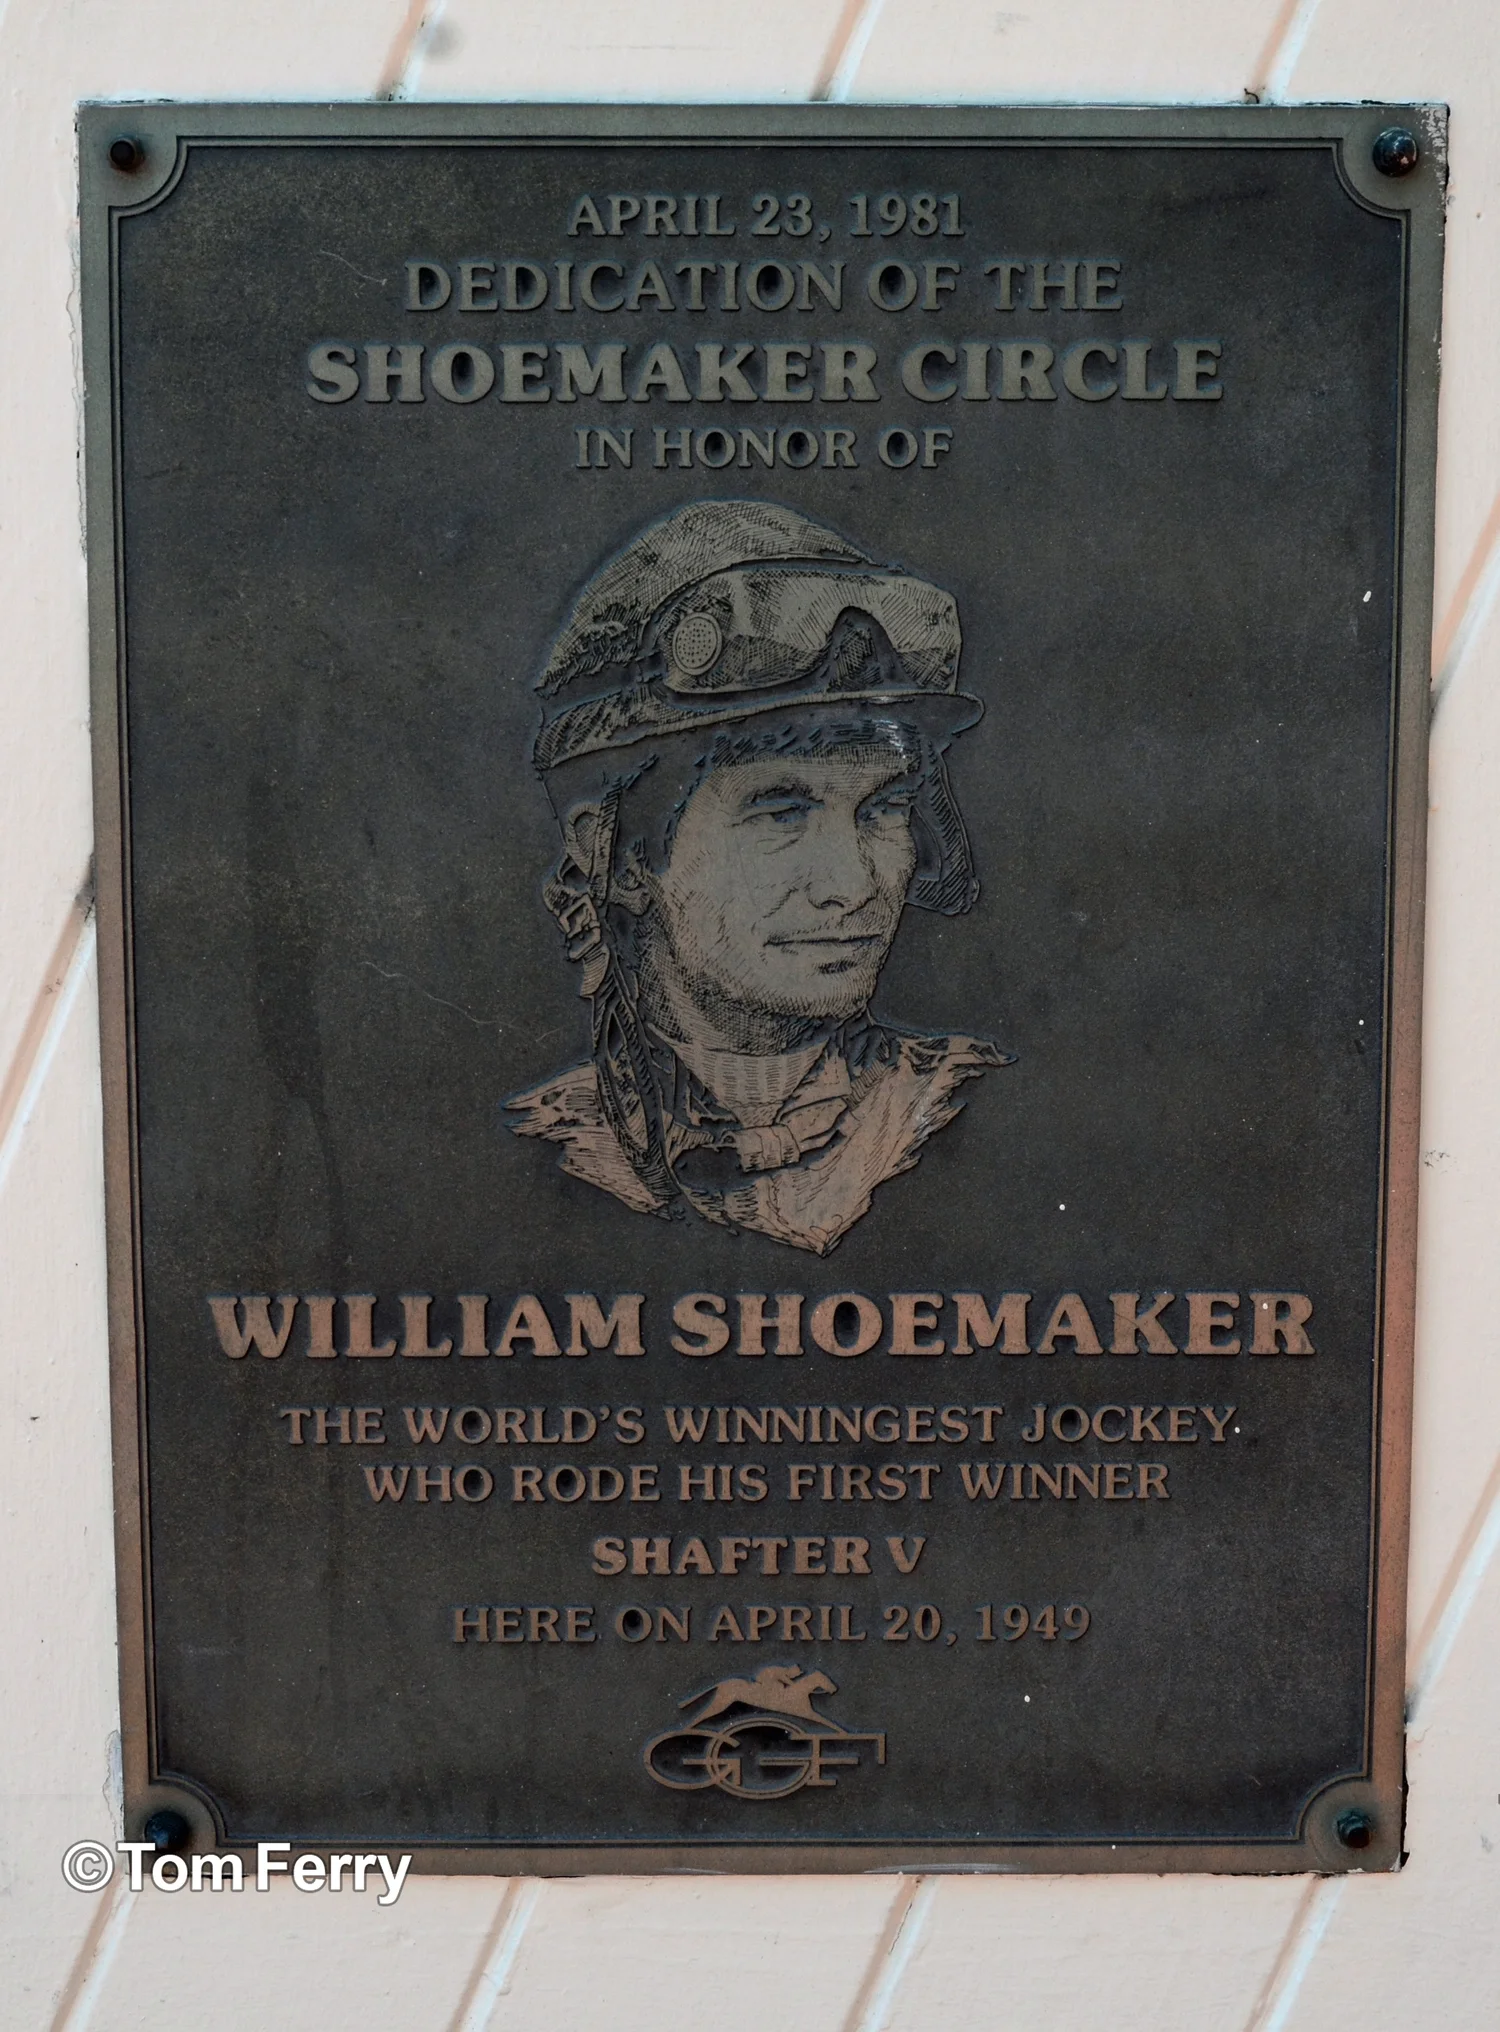 APRIL 23, 1981
DEDICATION OF THE
SHOEMAKER CIRCLE
IN HONOR OF
WILLIAM SHOEMAKER
THE WORLD'S WINNINGEST JOCKEY
WHO RODE HIS FIRST WINNER
SHAFTER V
HERE ON APRIL 20, 1949
GGF
©Tom Ferry